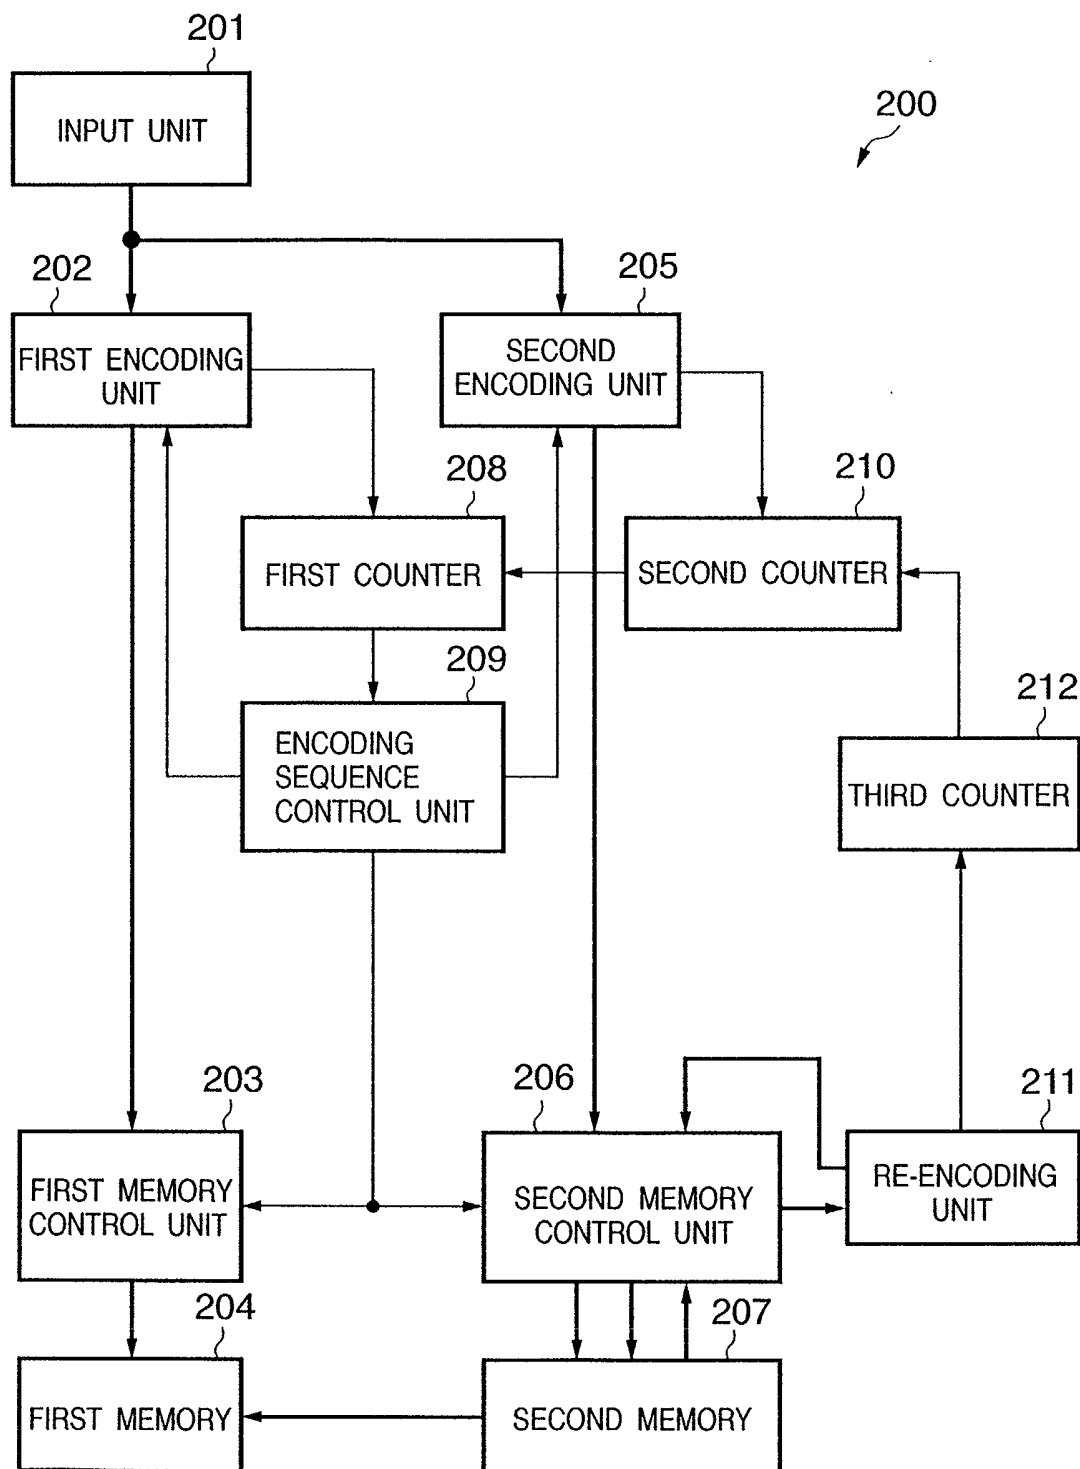 201
INPUT UNIT
200
202
FIRST ENCODING
UNIT
205
SECOND
ENCODING UNIT
208
FIRST COUNTER
210
SECOND COUNTER
209
ENCODING
SEQUENCE
CONTROL UNIT
212
THIRD COUNTER
203
FIRST MEMORY
CONTROL UNIT
206
SECOND MEMORY
CONTROL UNIT
211
RE-ENCODING
UNIT
204
FIRST MEMORY
207
SECOND MEMORY